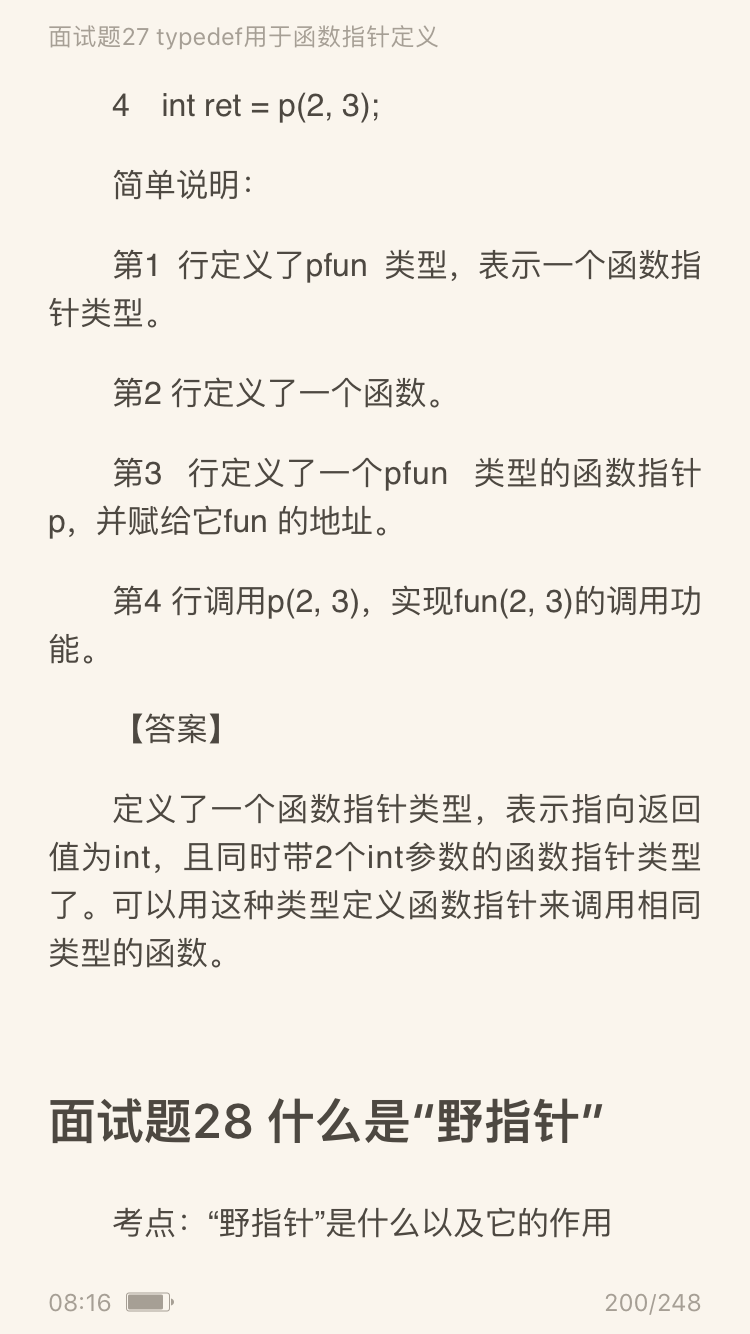 面试题27 typedef用于函数指针定义
4 int ret = p(2, 3);
简单说明：
第1 行定义了pfun 类型，表示一个函数指
针类型。
第2 行定义了一个函数。
第3 行定义了一个pfun 类型的函数指针
p，并赋给它fun 的地址。
第4 行调用p(2, 3)，实现fun(2, 3)的调用功
能。
【答案】
定义了一个函数指针类型，表示指向返回
值为int，且同时带2个int参数的函数指针类型
了。可以用这种类型定义函数指针来调用相同
类型的函数。
面试题28 什么是“野指针”
考点：“野指针”是什么以及它的作用
08:16
200/248